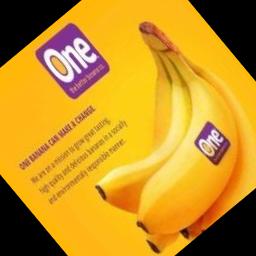 One
the better banana co.
ONE BANANA CAN MAKE A CHANGE.
We are on a mission to grow great tasting,
high quality and delicious bananas in a socially
and environmentally responsible manner.
One